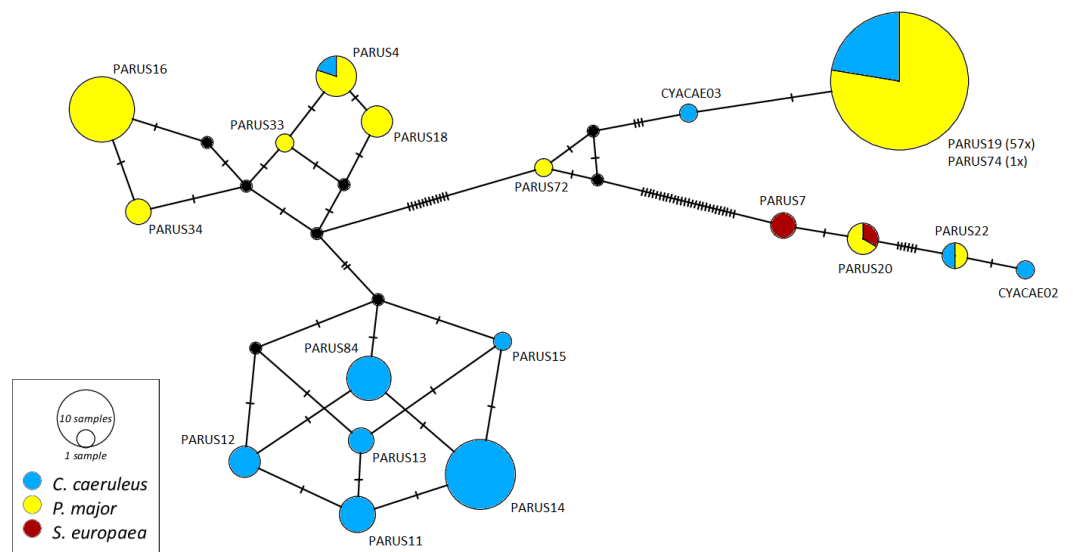 PARUS16
PARUS4
PARUS33
PARUS18
PARUS34
CYACAE03
PARUS19 (57x)
PARUS74 (1x)
PARUS72
PARUS7
PARUS20
PARUS22
CYACAE02
PARUS84
PARUS15
PARUS12
PARUS13
PARUS14
PARUS11
10 samples
1 sample
C. caeruleus
P. major
S. europaea